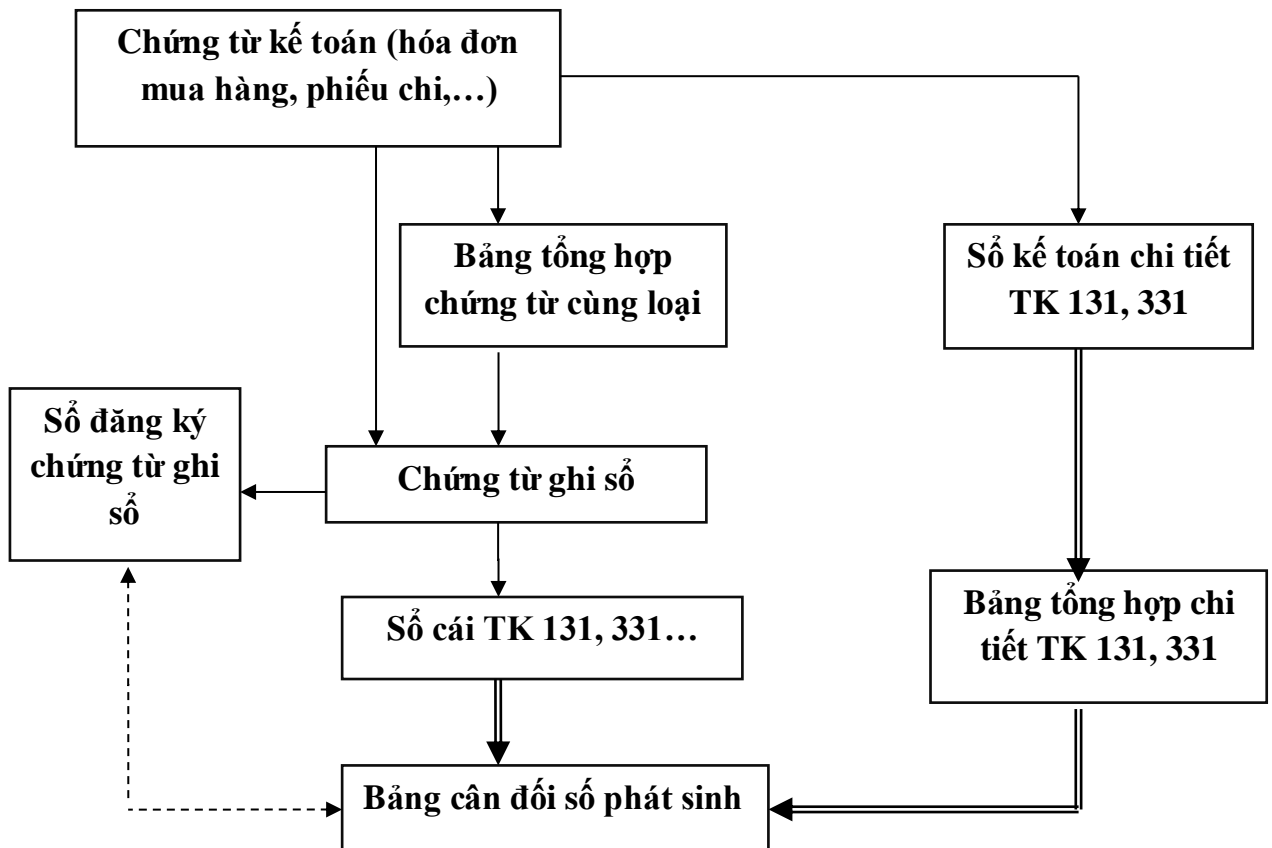 Chứng từ kế toán (hóa đơn
mua hàng, phiếu chi,…)
Bảng tổng hợp
chứng từ cùng loại
Sổ kế toán chi tiết
TK 131, 331
Sổ đăng ký
chứng từ ghi
sổ
Chứng từ ghi sổ
Sổ cái TK 131, 331…
Bảng tổng hợp chi
tiết TK 131, 331
Bảng cân đối số phát sinh